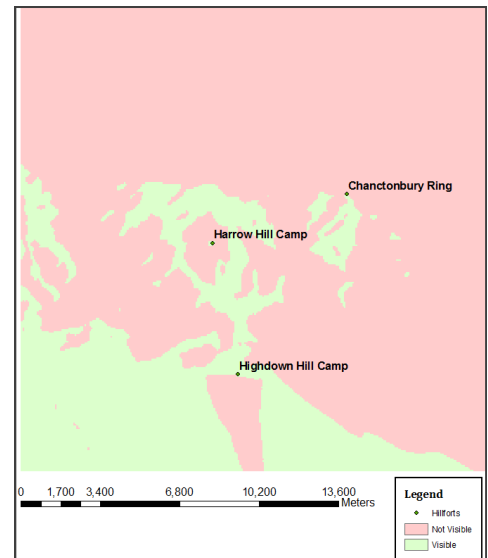 Chanctonbury Ring
Harrow Hill Camp
Highdown Hill Camp
0 1,700 3,400 6,800 10,200 13,600
Meters
Legend
Hillforts
Not Visible
Visible